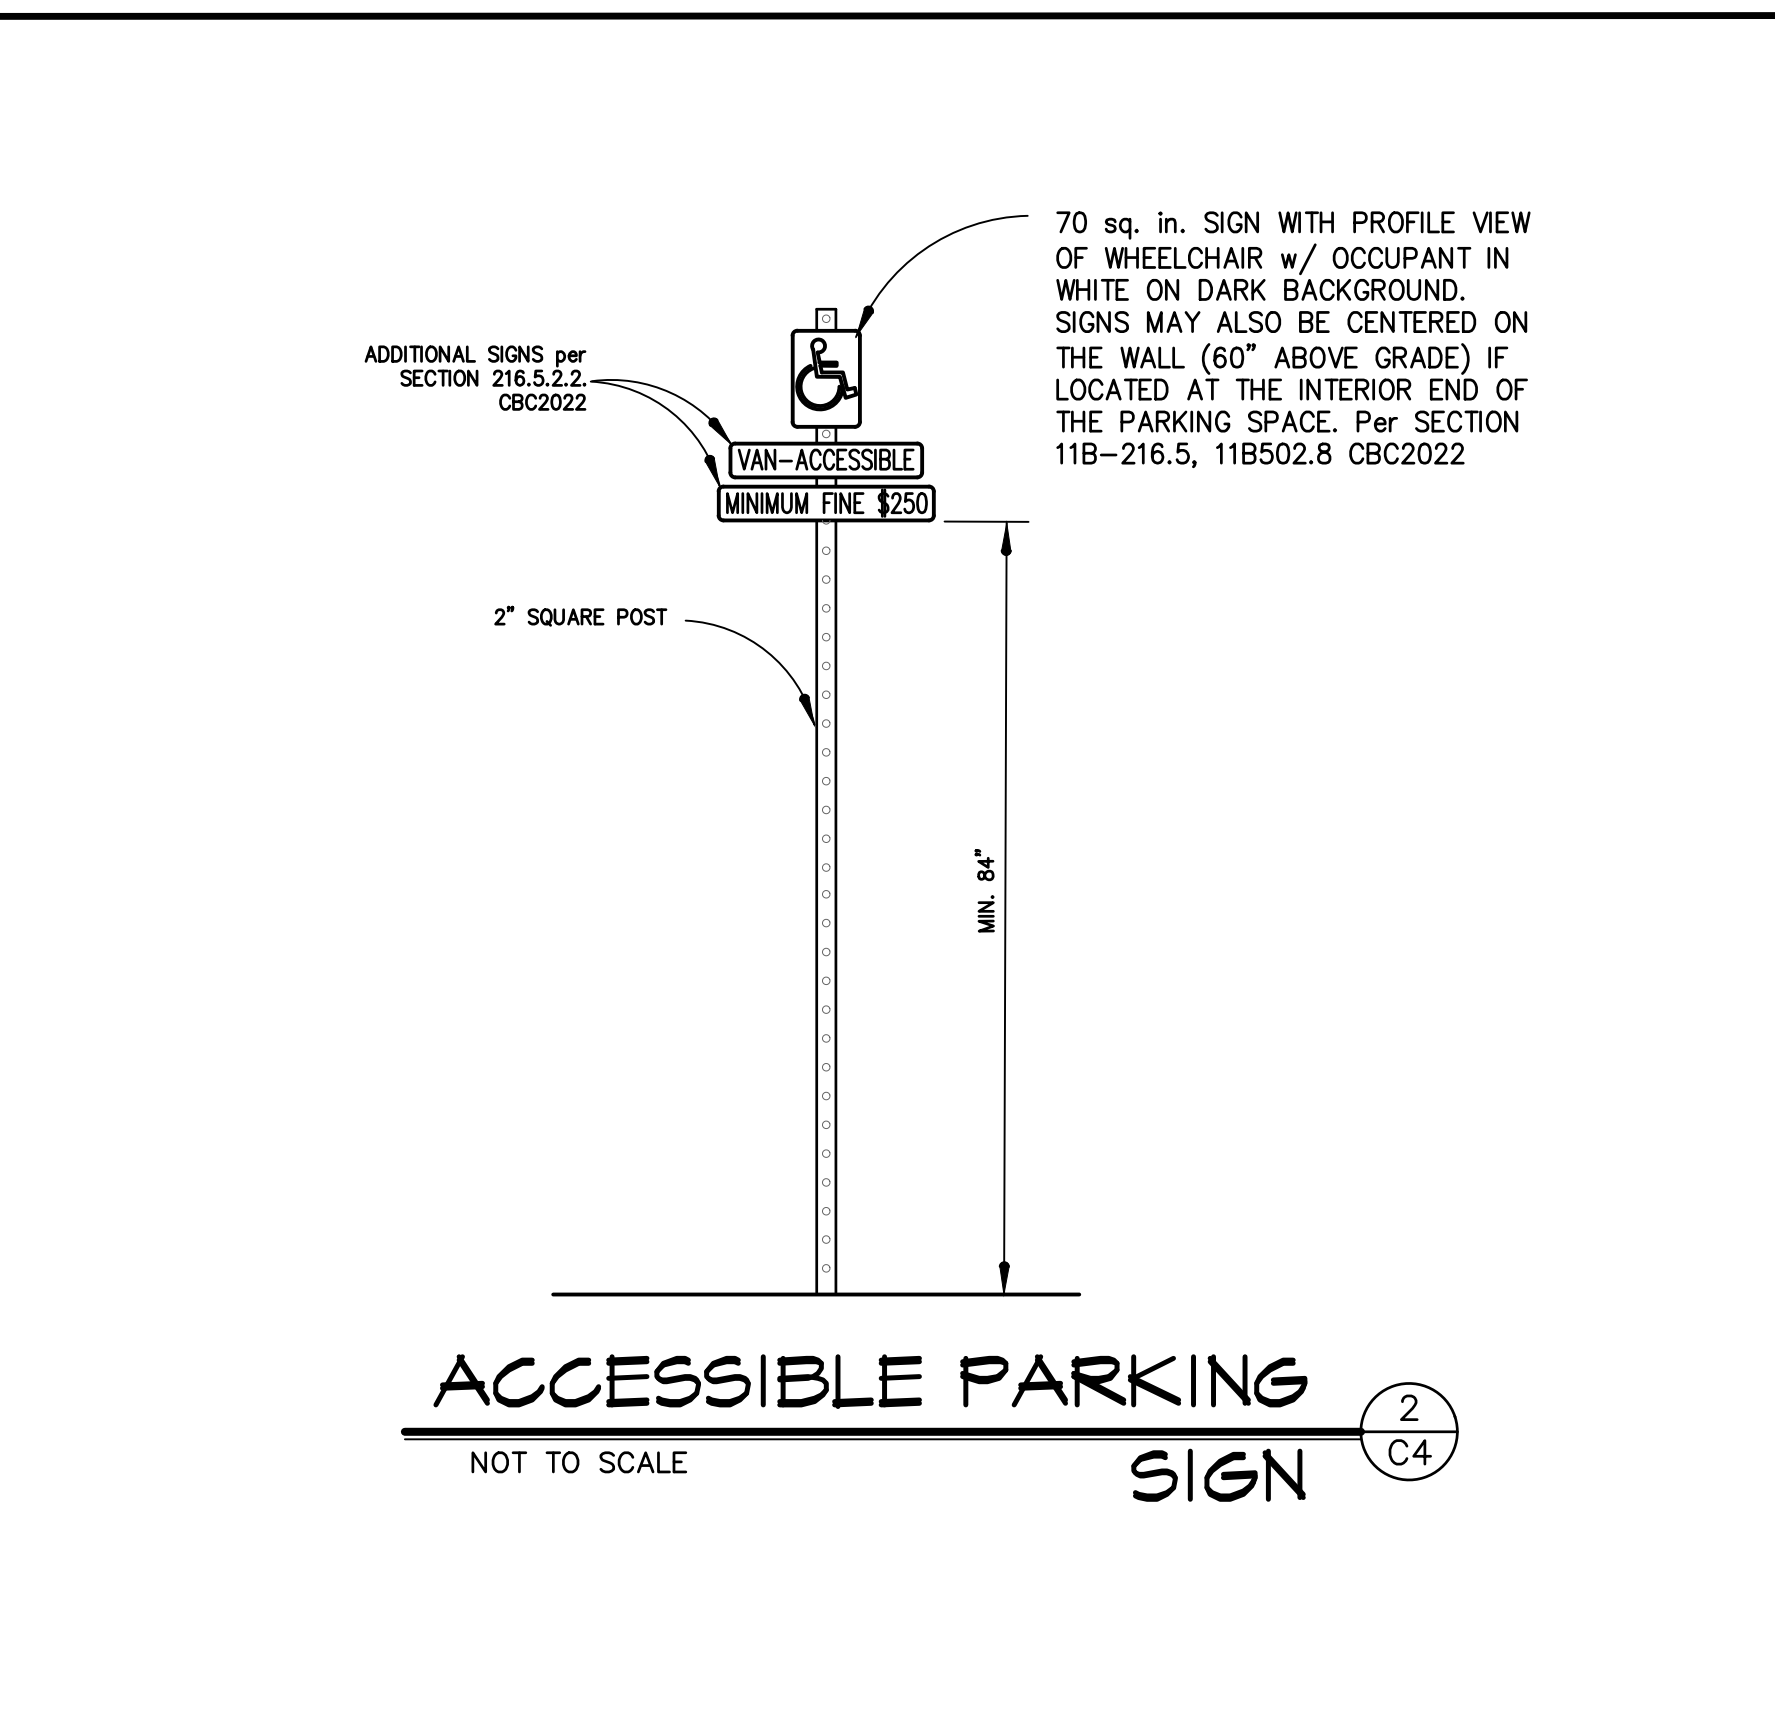 70 sq. in. SIGN WITH PROFILE VIEW
OF WHEELCHAIR w/ OCCUPANT IN
WHITE ON DARK BACKGROUND.
SIGNS MAY ALSO BE CENTERED ON
THE WALL (60" ABOVE GRADE) IF
LOCATED AT THE INTERIOR END OF
THE PARKING SPACE. Per SECTION
11B-216.5, 11B502.8 CBC2022
ADDITIONAL SIGNS per
SECTION 216.5.2.2.
CBC2022
VAN-ACCESSIBLE
MINIMUM FINE $250
2" SQUARE POST
MIN. 84"
ACCESSIBLE PARKING
SIGN
NOT TO SCALE
2
C4